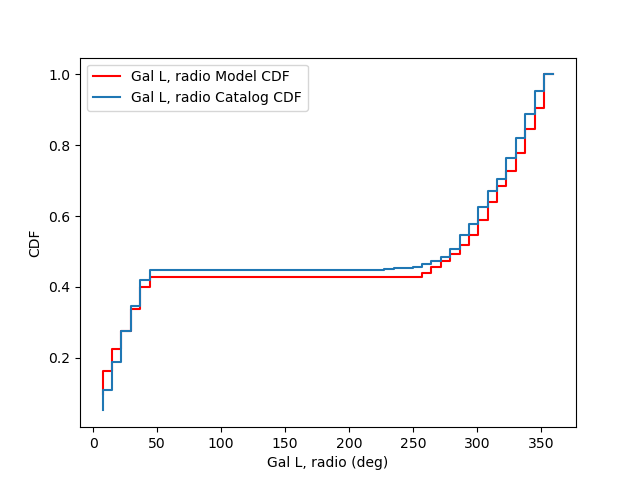 Gal L, radio Model CDF
Gal L, radio Catalog CDF
CDF
1.0
0.8
0.6
0.4
0.2
0 50 100 150 200 250 300 350
Gal L, radio (deg)